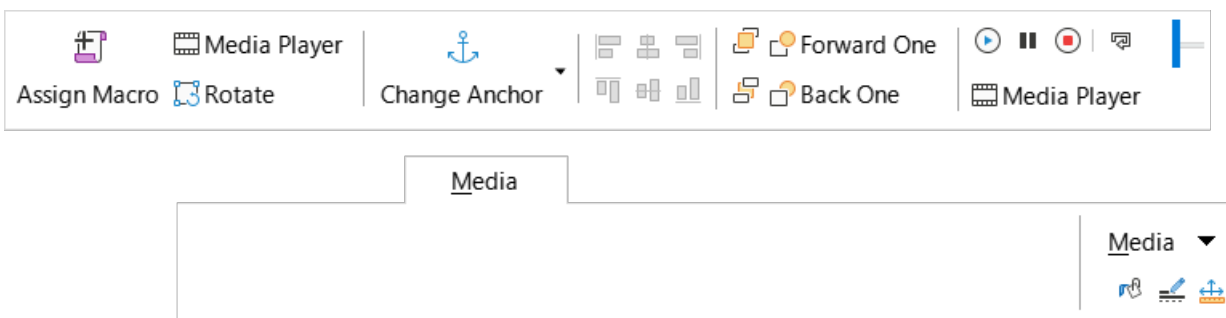 Media Player
Forward One
Assign Macro
Rotate
Change Anchor
Back One
Media Player
Media
Media